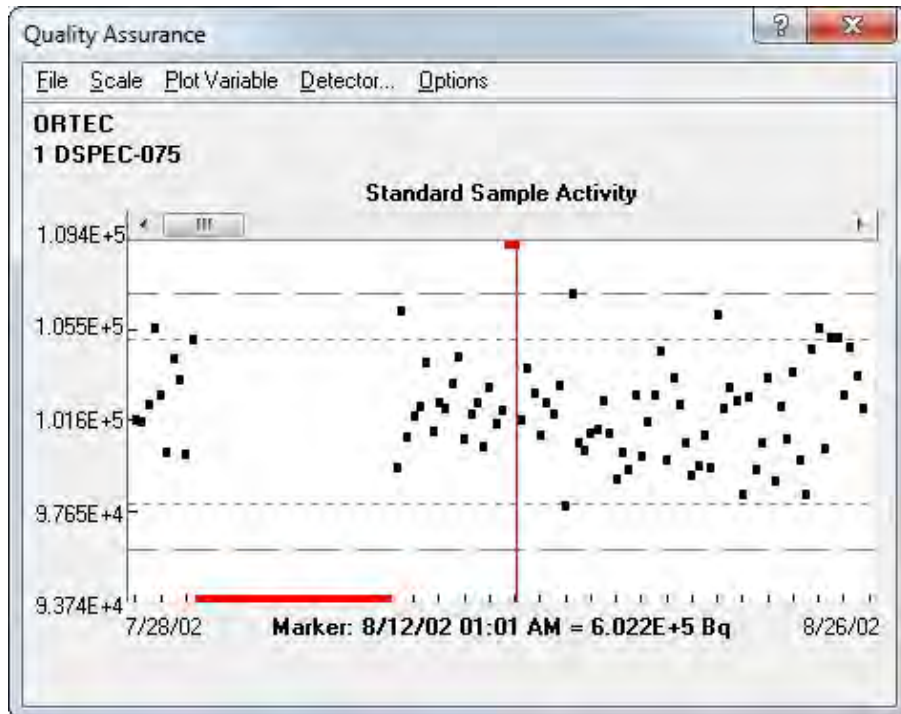 Quality Assurance
File Scale Plot Variable Detector... Options
ORTEC
1 DSPEC-075
Standard Sample Activity
1.094E+5
1.055E+5
1.016E+5
9.765E+4
9.374E+4
7/28/02 Marker: 8/12/02 01:01 AM = 6.022E+5 Bq 8/26/02